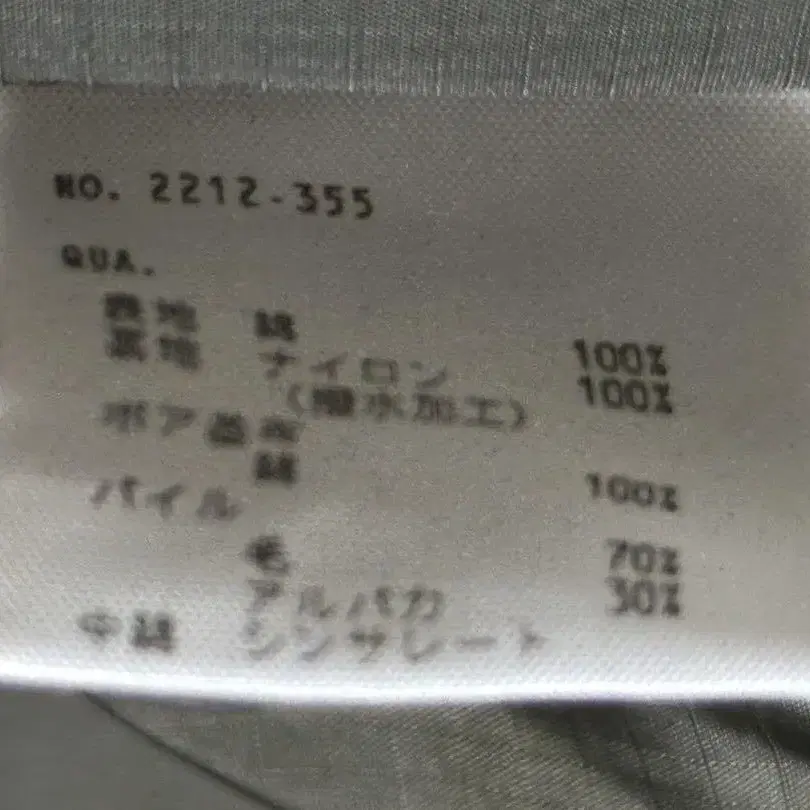 NO. 2212-355
QUA.
表地 綿 100%
裏地 ナイロン 100%
(撥水加工)
ボア基布
綿 100%
パイル
毛 70%
アルパカ 30%
中綿 シンサレート